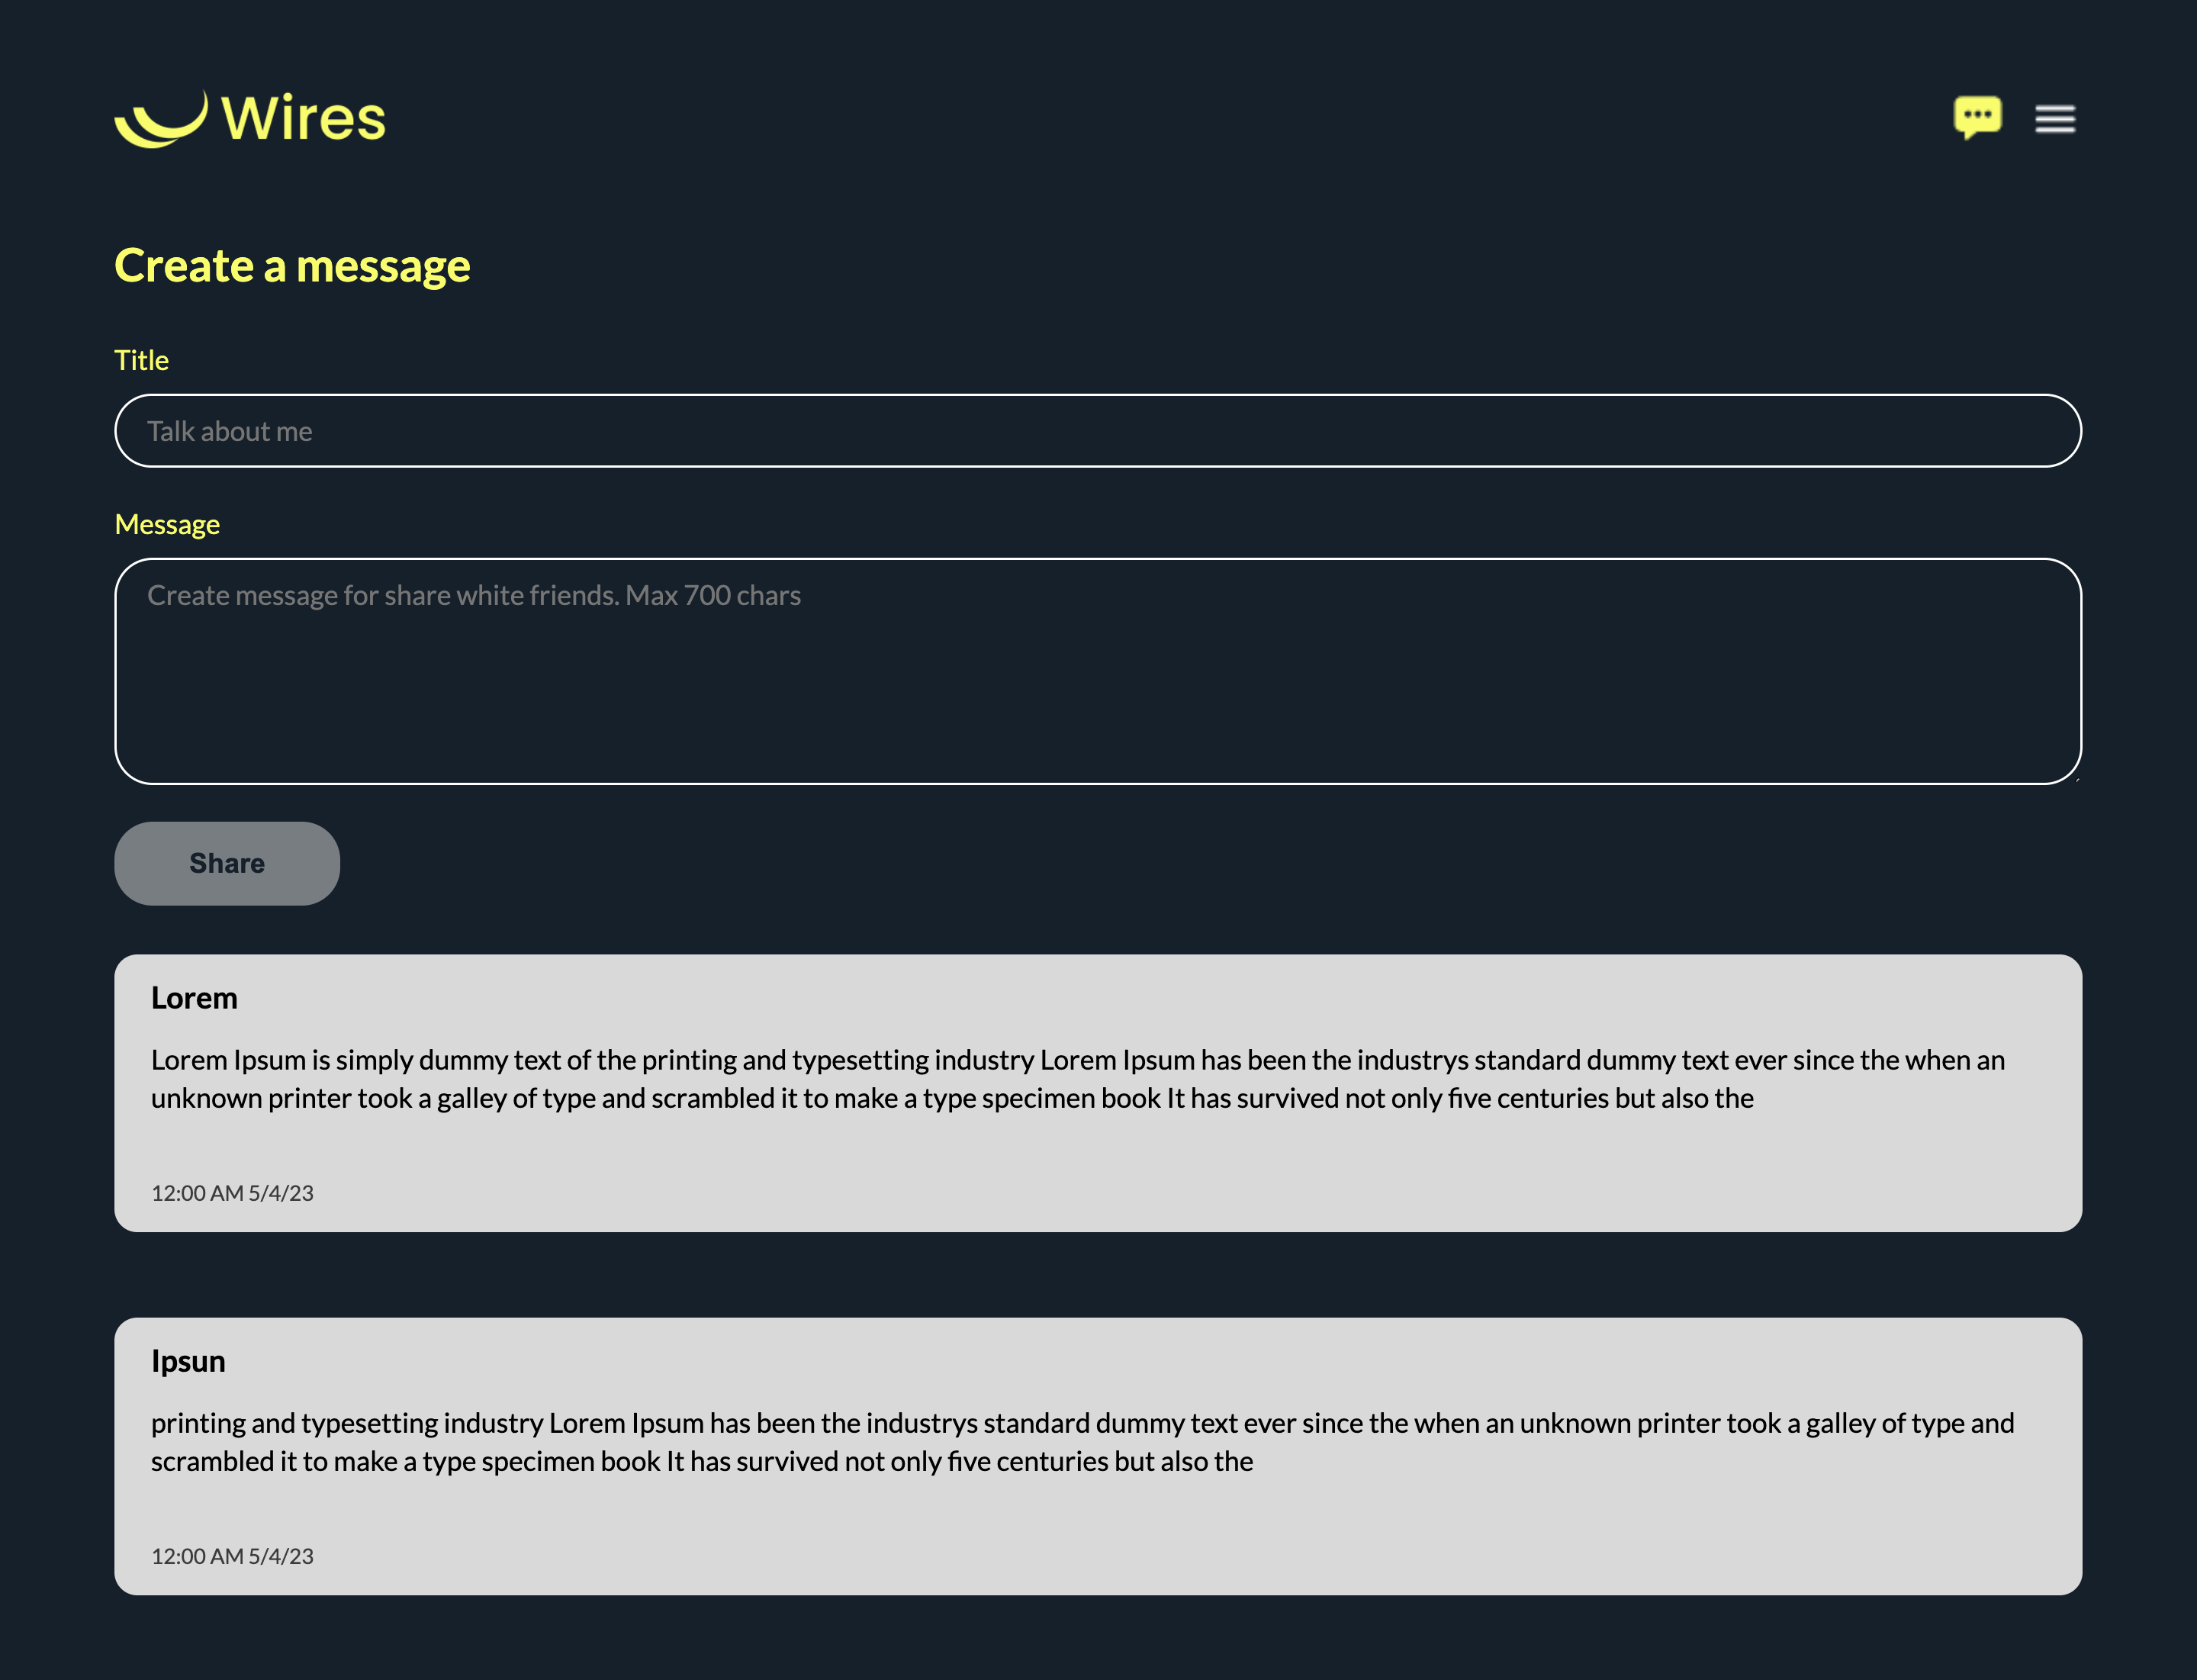 Wires
Create a message
Title
Talk about me
Message
Create message for share white friends. Max 700 chars
Share
Lorem
Lorem Ipsum is simply dummy text of the printing and typesetting industry Lorem Ipsum has been the industrys standard dummy text ever since the when an
unknown printer took a galley of type and scrambled it to make a type specimen book It has survived not only five centuries but also the
12:00 AM 5/4/23
Ipsun
printing and typesetting industry Lorem Ipsum has been the industrys standard dummy text ever since the when an unknown printer took a galley of type and
scrambled it to make a type specimen book It has survived not only five centuries but also the
12:00 AM 5/4/23